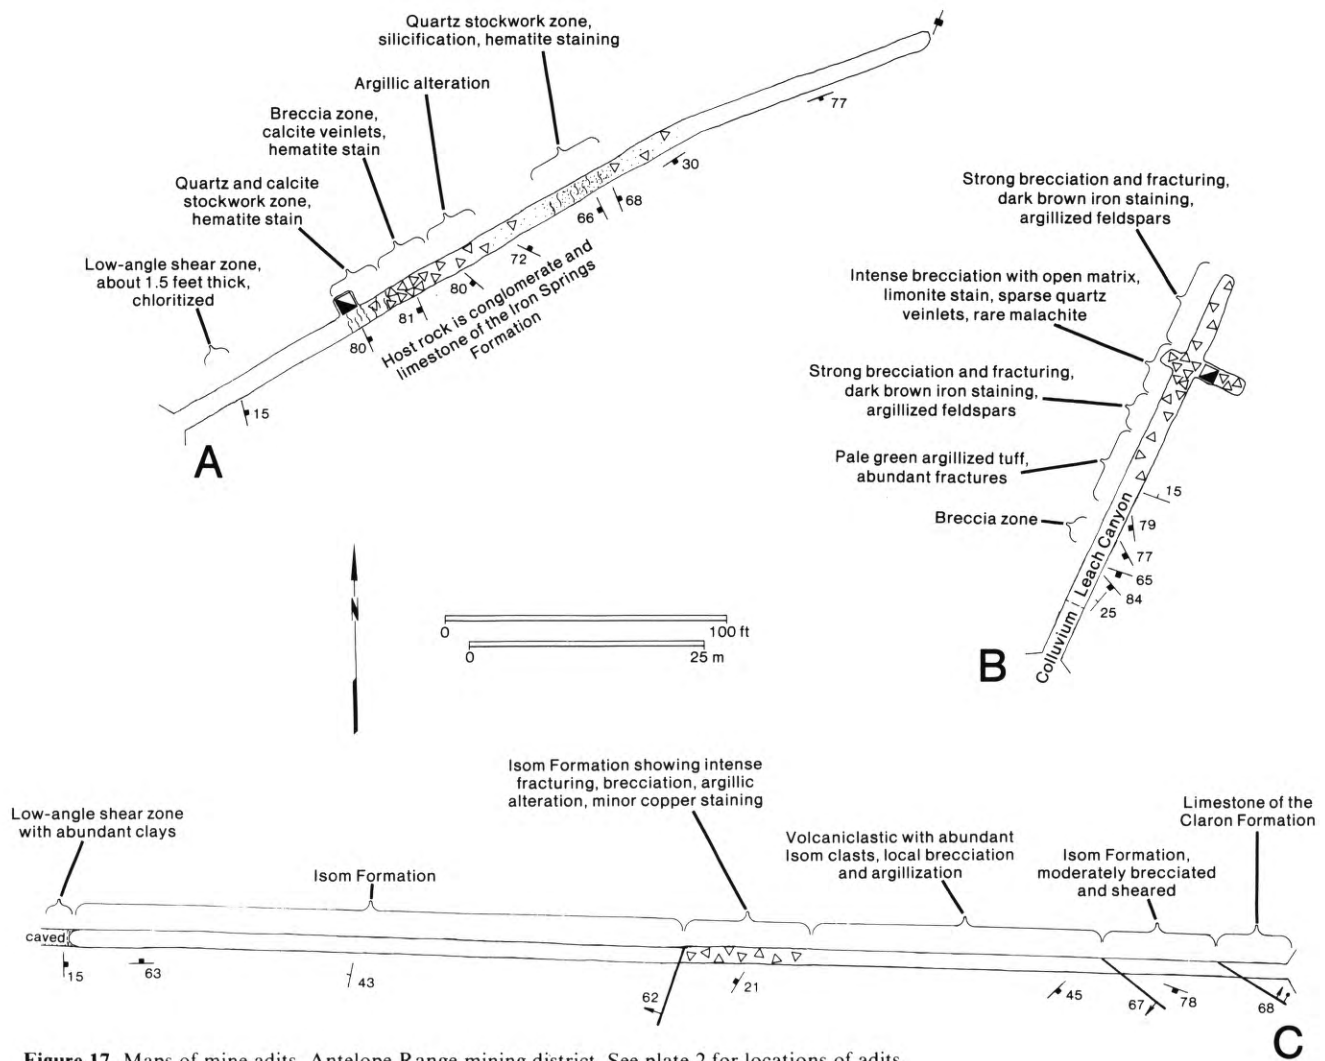 Quartz stockwork zone,
silicification, hematite staining
Argillic alteration
Breccia zone,
calcite veinlets,
hematite stain
Quartz and calcite
stockwork zone,
hematite stain
Low-angle shear zone,
about 1.5 feet thick,
chloritized
77
30
68
66
72
80
81
80
15
Host rock is conglomerate and
limestone of the Iron Springs
Formation
A
Strong brecciation and fracturing,
dark brown iron staining,
argillized feldspars
Intense brecciation with open matrix,
limonite stain, sparse quartz
veinlets, rare malachite
Strong brecciation and fracturing,
dark brown iron staining,
argillized feldspars
Pale green argillized tuff,
abundant fractures
Breccia zone
15
79
77
65
84
25
Colluvium
Leach Canyon
B
N
0
100 ft
0
25 m
Low-angle shear zone
with abundant clays
Isom Formation
Isom Formation showing intense
fracturing, brecciation, argillic
alteration, minor copper staining
Volcaniclastic with abundant
Isom clasts, local brecciation
and argillization
Isom Formation,
moderately brecciated
and sheared
Limestone of the
Claron Formation
caved
15
63
43
62
21
45
67
78
68
C
Figure 17. Maps of mine adits, Antelope Range mining district. See plate 2 for locations of adits.